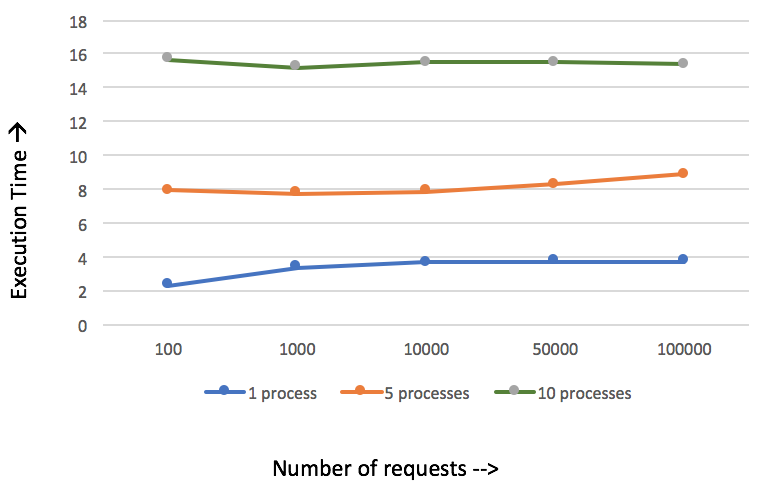 18
16
14
12
10
8
6
4
2
0
Execution Time →
100 1000 10000 50000 100000
1 process 5 processes 10 processes
Number of requests -->